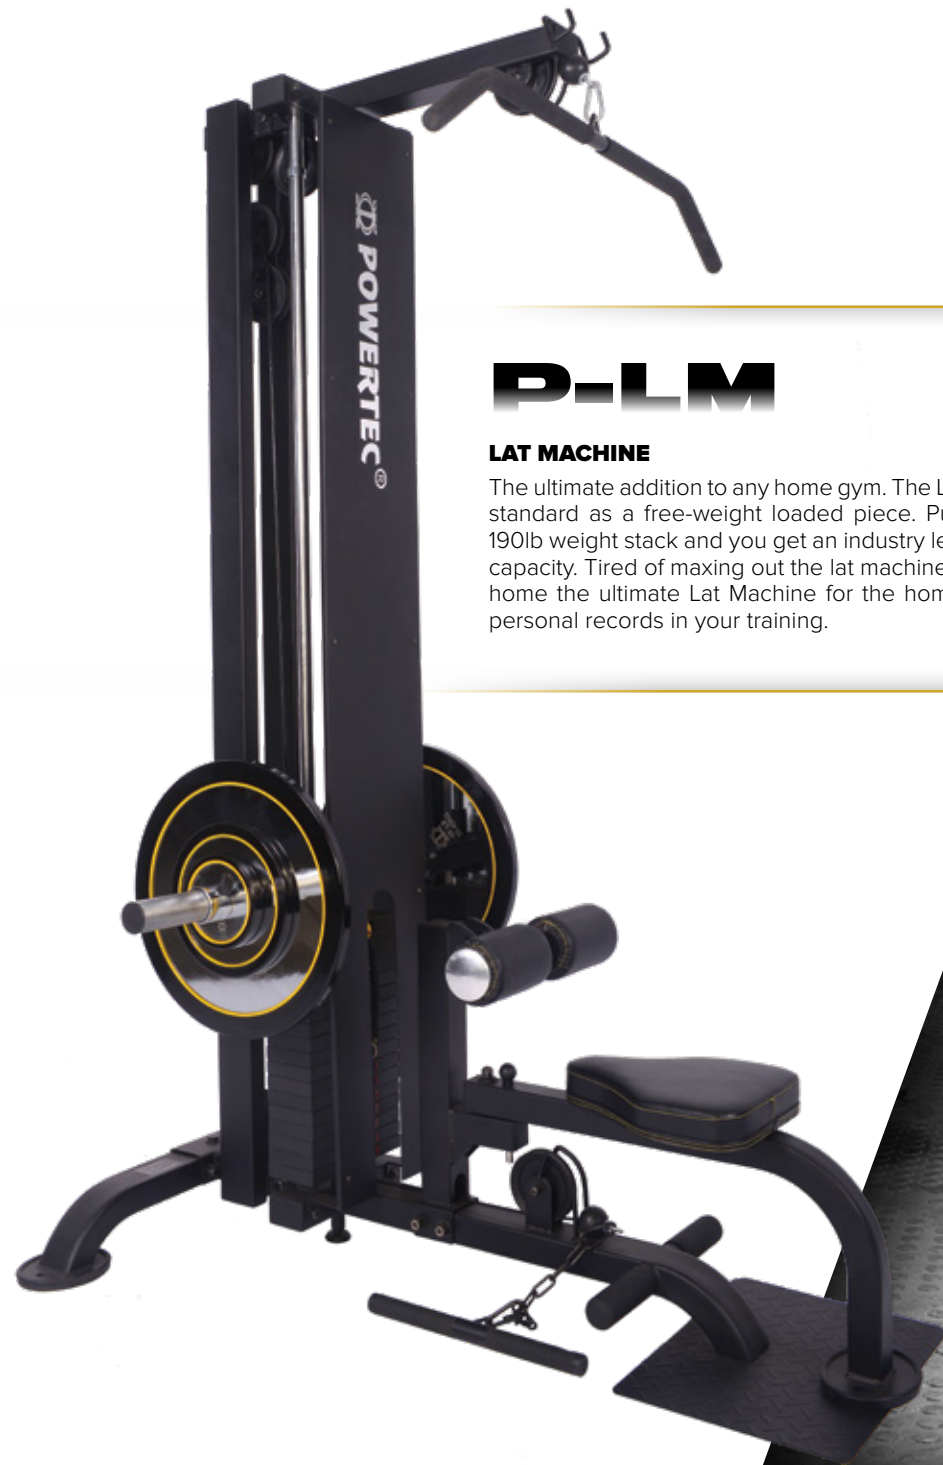 POWERTEC®
P-LM
LAT MACHINE
The ultimate addition to any home gym. The
standard as a free-weight loaded piece.
190lb weight stack and you get an industry
capacity. Tired of maxing out the lat machine
home the ultimate Lat Machine for the
personal records in your training.